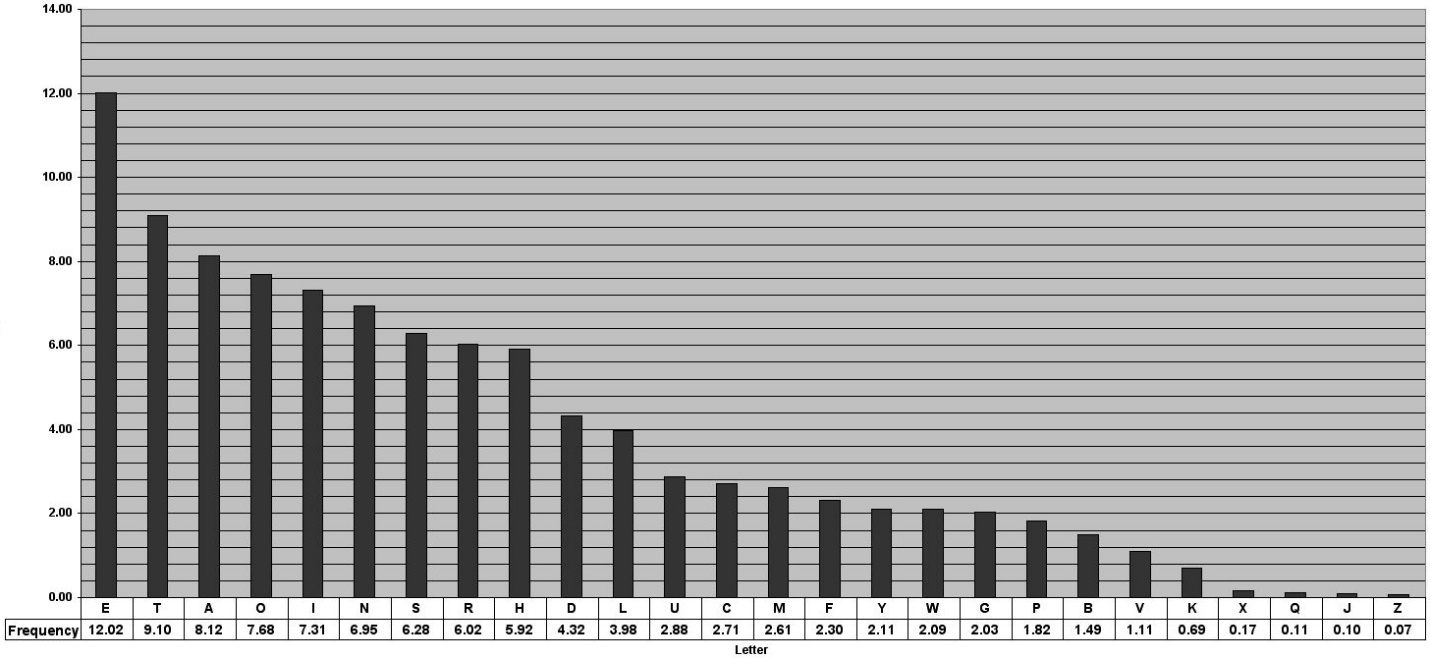 14.00
12.00
10.00
8.00
6.00
4.00
2.00
0.00
E T A O I N S R H D L U C M F Y W G P B V K X Q J Z
Frequency 12.02 9.10 8.12 7.68 7.31 6.95 6.28 6.02 5.92 4.32 3.98 2.88 2.71 2.61 2.30 2.11 2.09 2.03 1.82 1.49 1.11 0.69 0.17 0.11 0.10 0.07
Letter